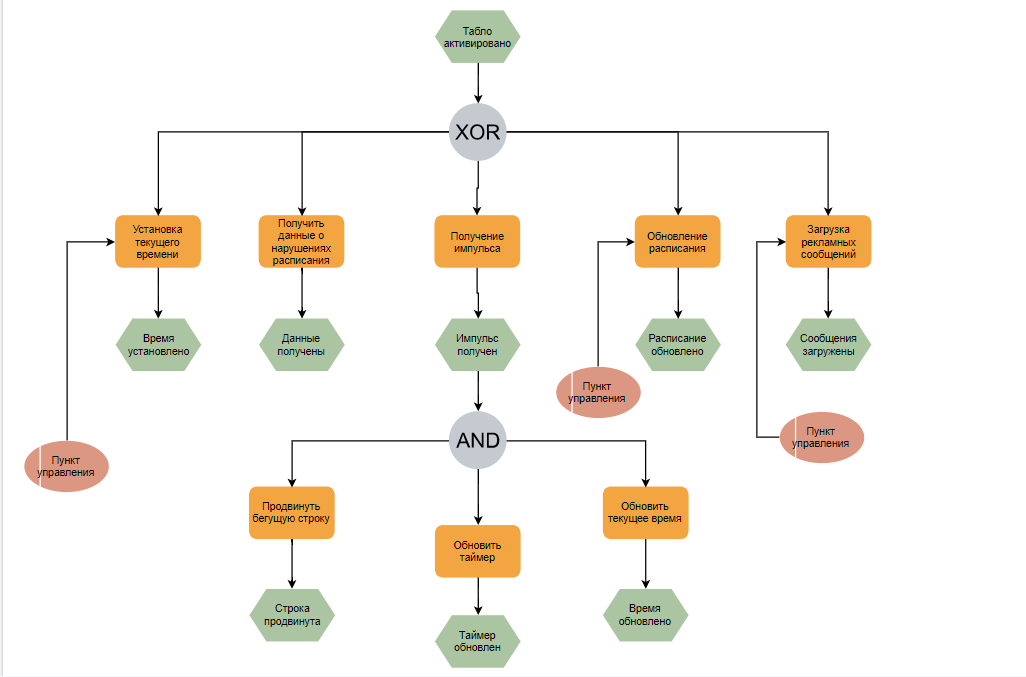 Табло
активировано
XOR
Установка
текущего
времени
Получить
данные о
нарушениях
расписания
Получение
импульса
Обновление
расписания
Загрузка
рекламных
сообщений
Время
установлено
Данные
получены
Импульс
получен
Расписание
обновлено
Сообщения
загружены
Пункт
управления
Пункт
управления
Пункт
управления
AND
Продвинуть
бегущую строку
Обновить
таймер
Обновить
текущее время
Строка
продвинута
Таймер
обновлен
Время
обновлено